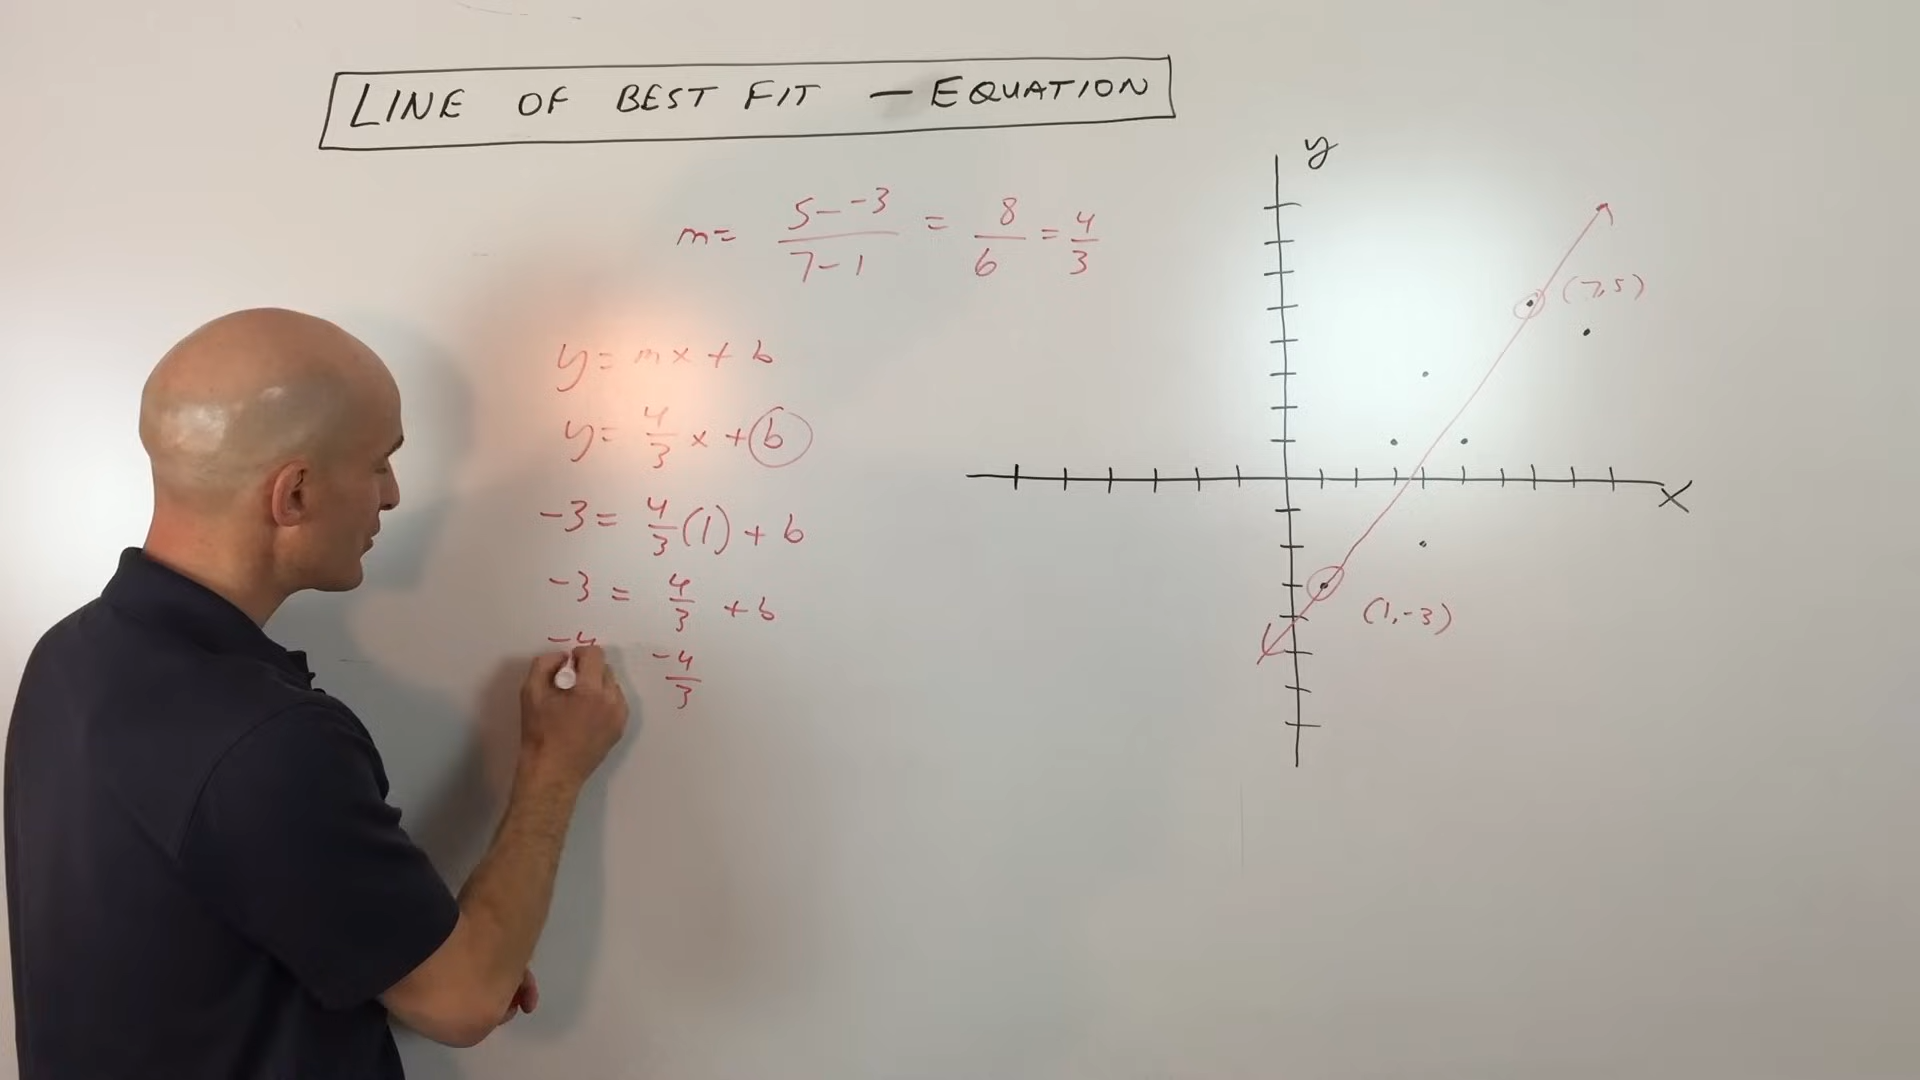 LINE OF BEST FIT - EQUATION
m = 5--3/7-1 = 8/6 = 4/3
y = mx + b
y = 4/3 x + b
-3 = 4/3 (1) + b
-3 = 4/3 + b
-4 -4/3
y
(7,5)
x
(1,-3)